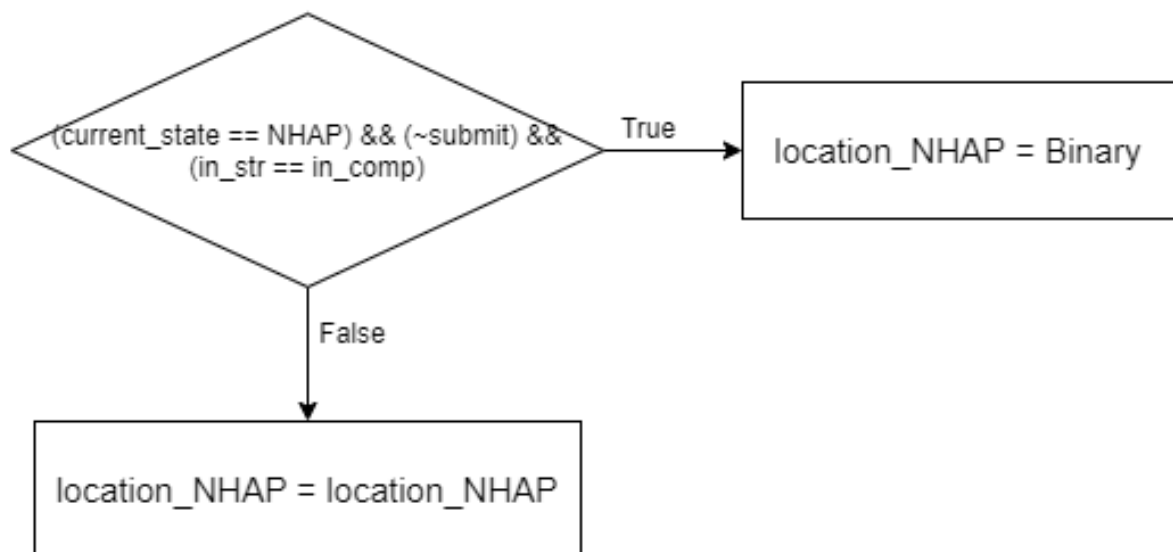 (current_state == NHAP) && (~submit) &&
(in_str == in_comp)
True
location_NHAP = Binary
False
location_NHAP = location_NHAP